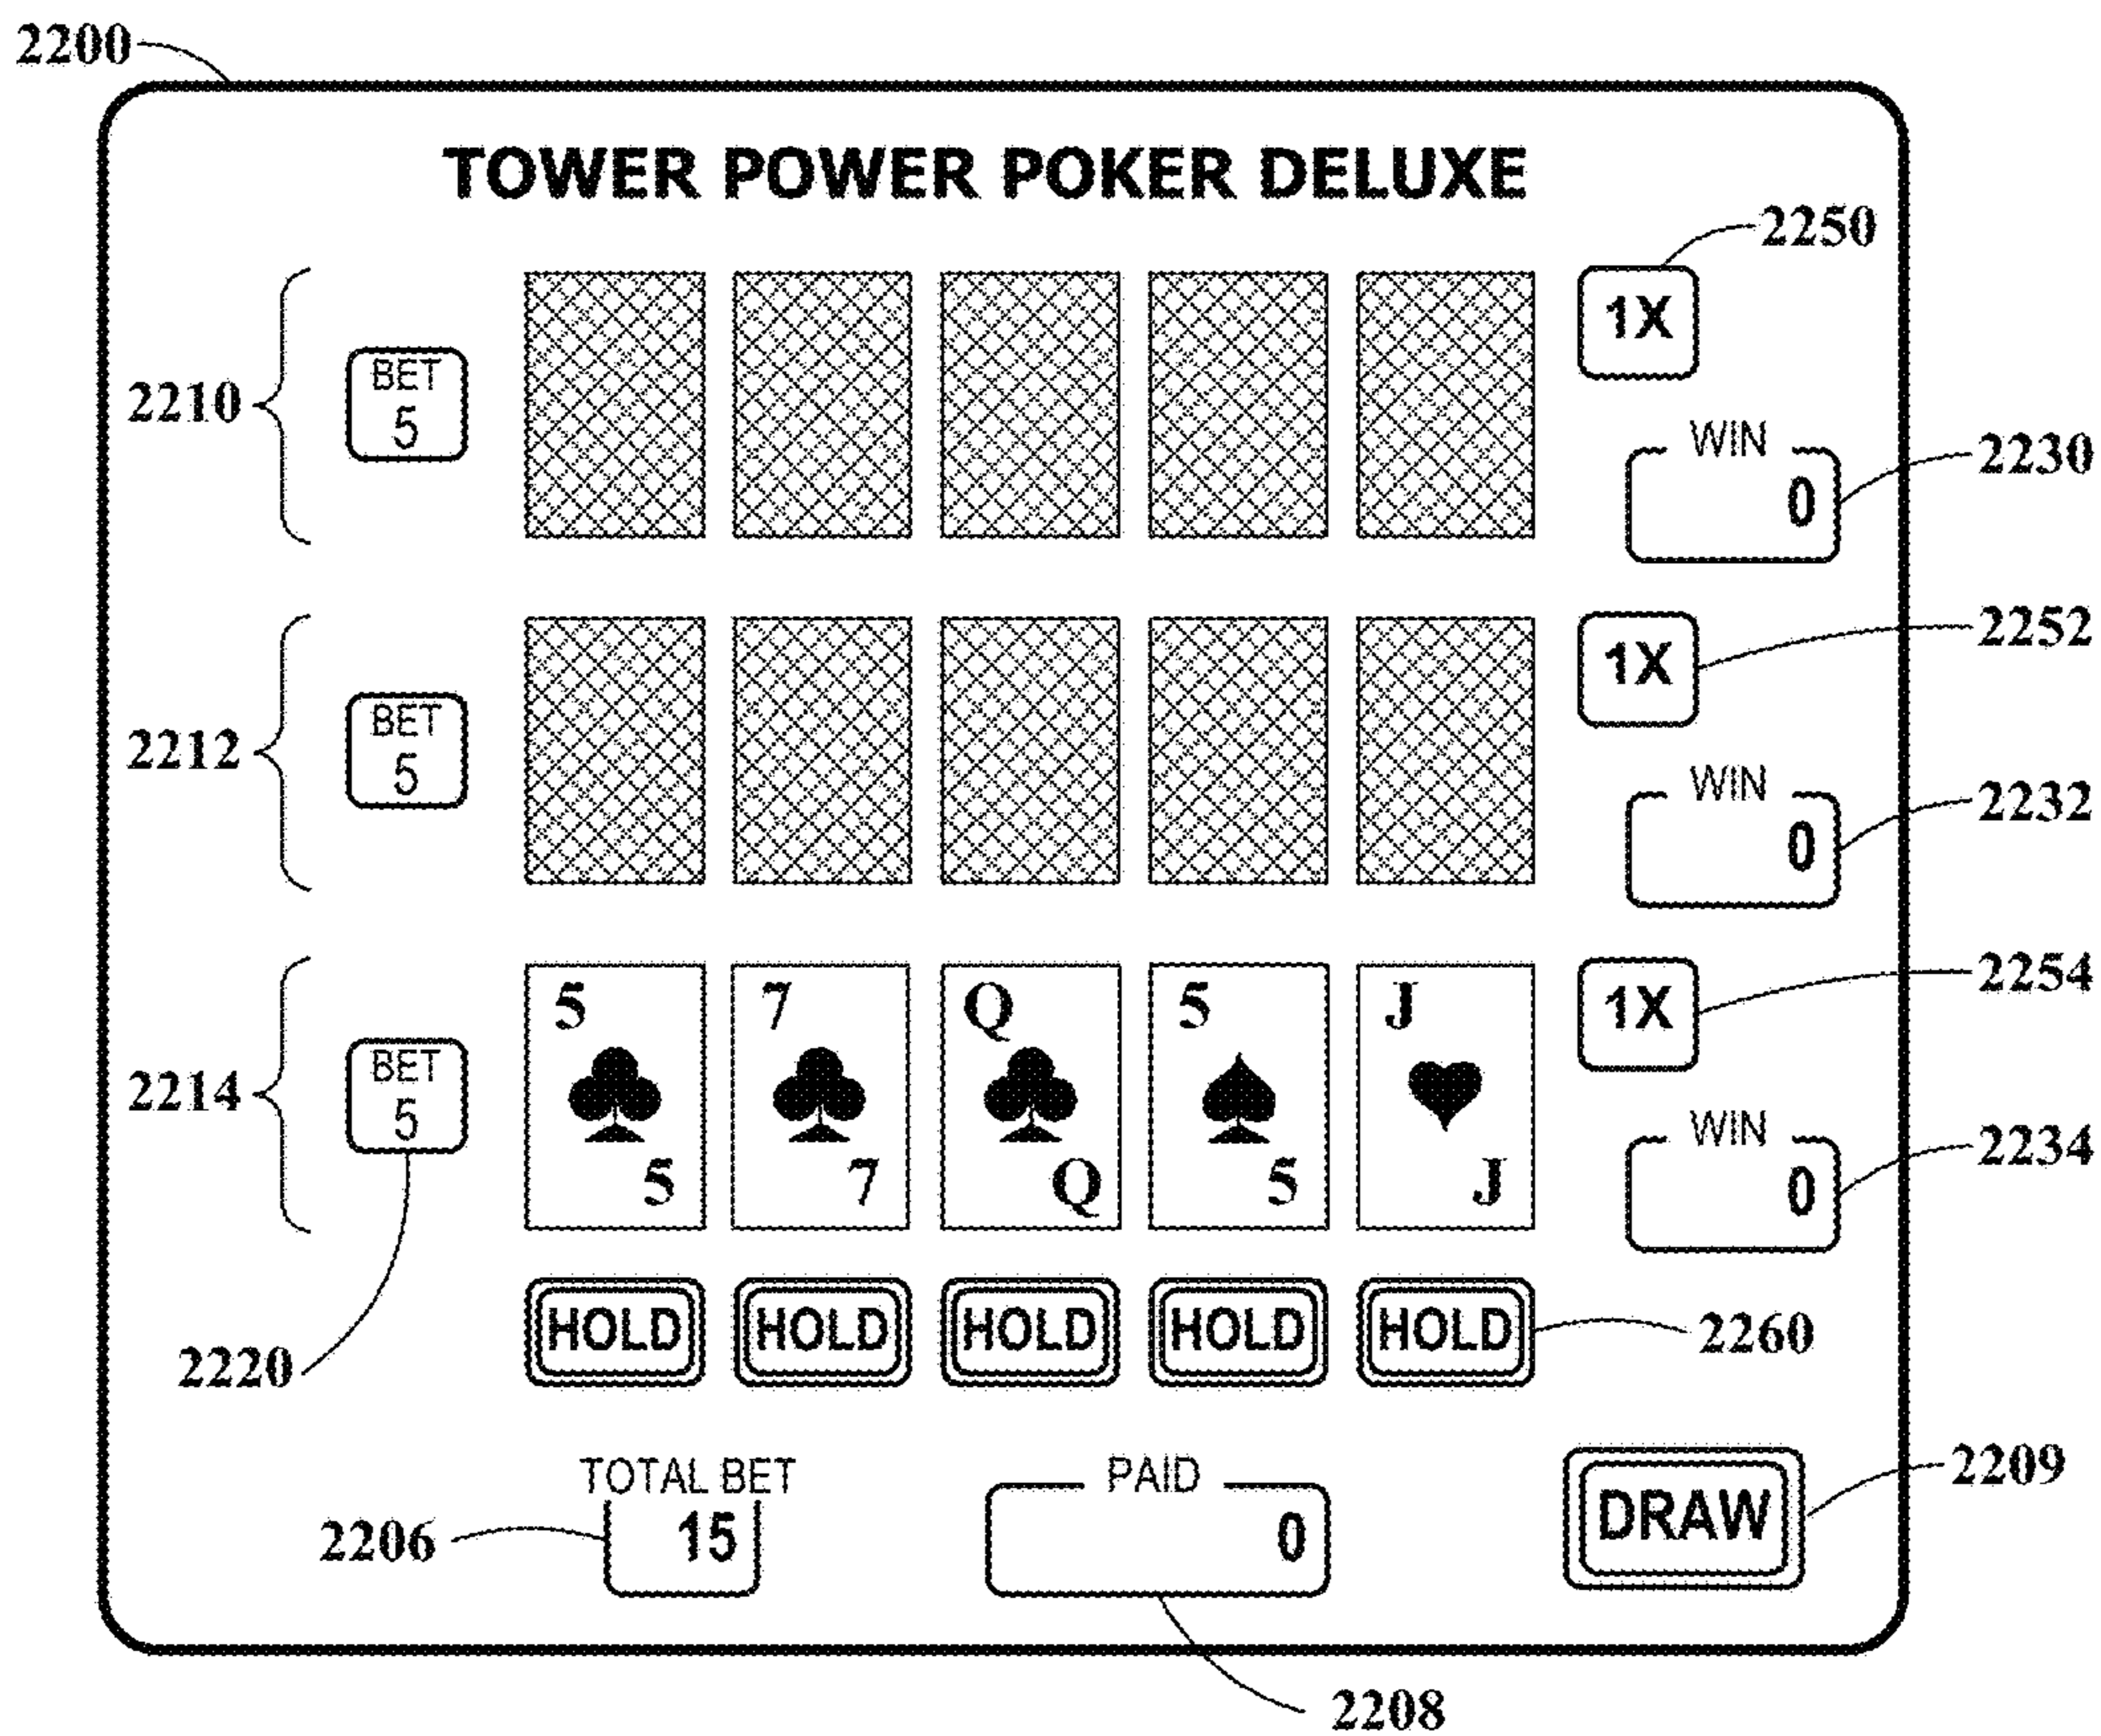 2200
TOWER POWER POKER DELUXE
2250
1X
2210
BET
5
WIN
0
2230
1X
2252
2212
BET
5
WIN
0
2232
5 7 Q 5 J
1X
2254
2214
BET
5
WIN
0
2234
5 7 Q 5 J
2220
HOLD HOLD HOLD HOLD HOLD
2260
TOTAL BET
15
2206
PAID
0
DRAW
2209
2208